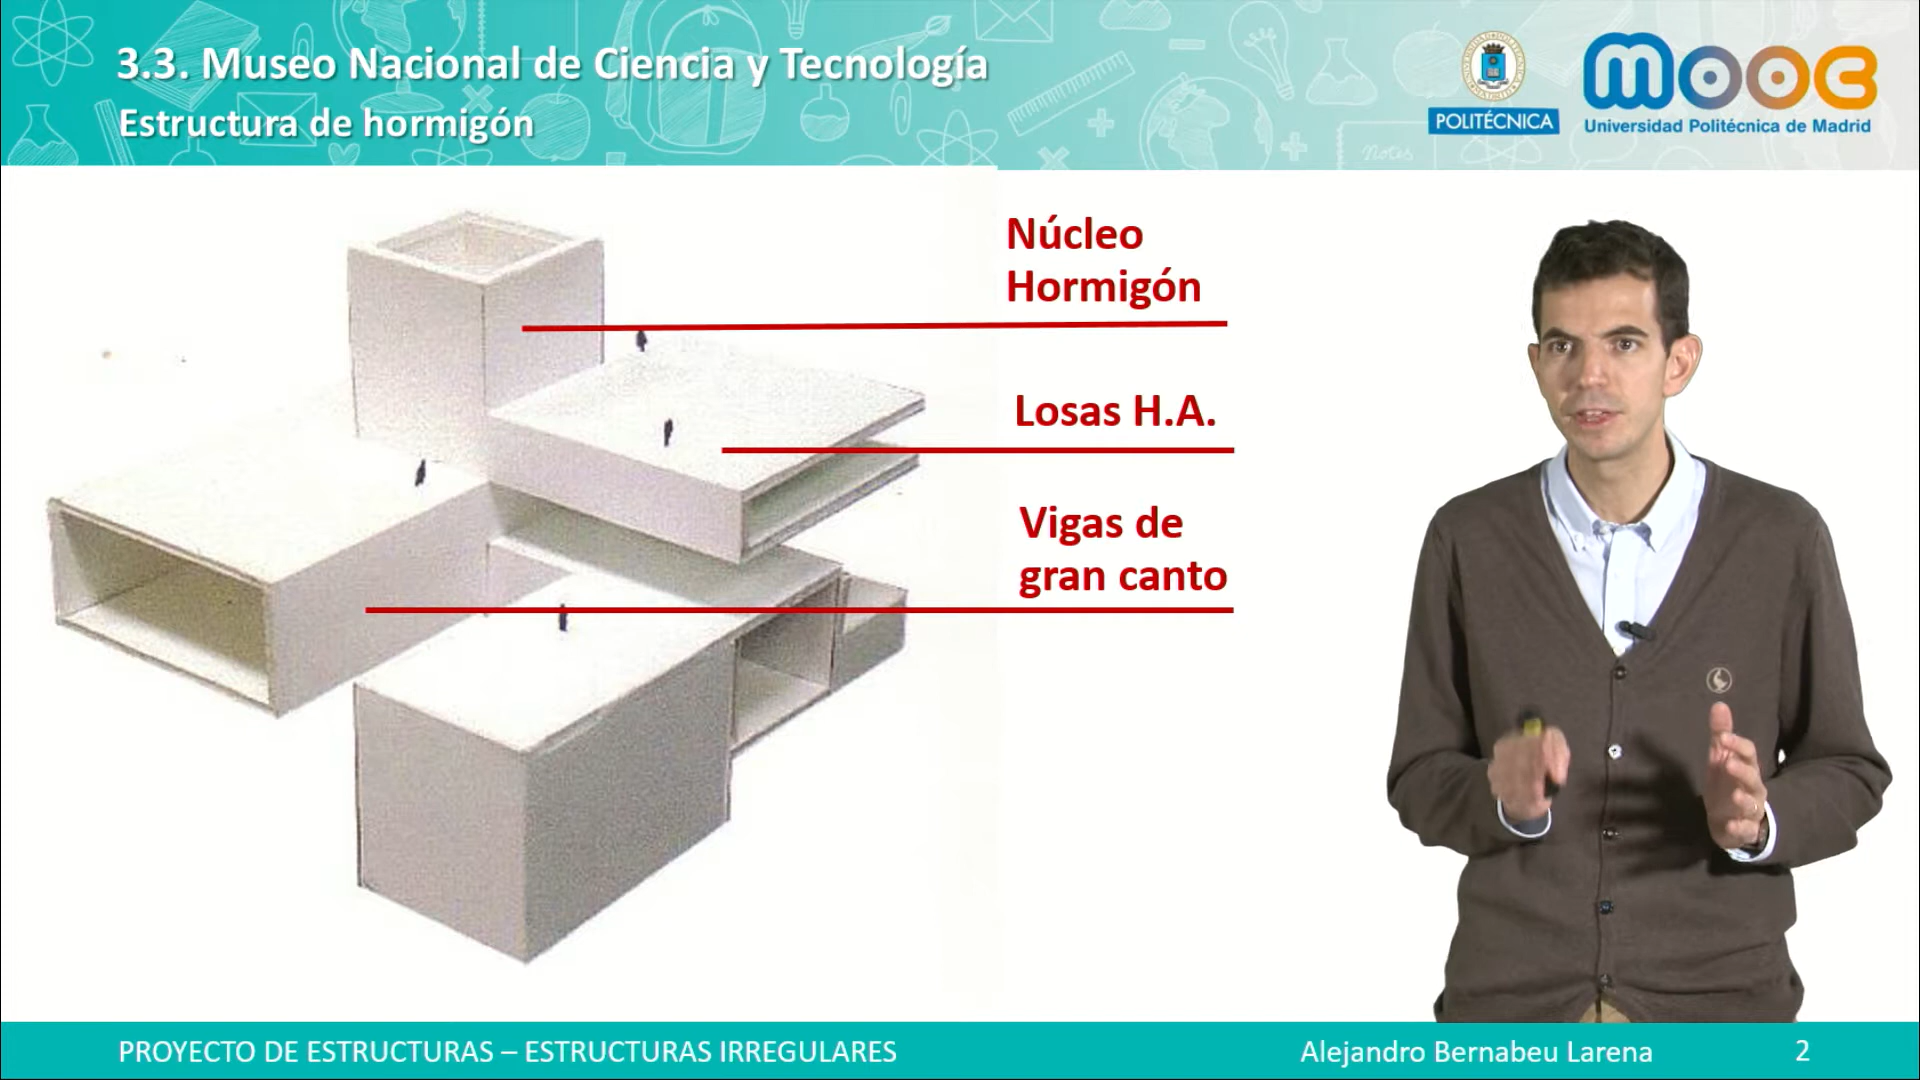 3.3. Museo Nacional de Ciencia y Tecnología
Estructura de hormigón
POLITÉCNICA
mooc
Universidad Politécnica de Madrid
Notes
Núcleo
Hormigón
Losas H.A.
Vigas de
gran canto
PROYECTO DE ESTRUCTURAS – ESTRUCTURAS IRREGULARES
Alejandro Bernabeu Larena
2